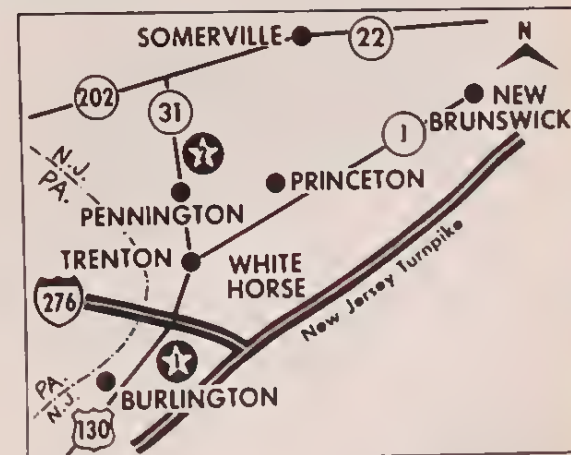 SOMERVILLE
22
N
202
31
NEW
BRUNSWICK
1
2
N.J.
PA.
PRINCETON
PENNINGTON
TRENTON
WHITE
HORSE
276
New Jersey Turnpike
1
PA.
N.J.
BURLINGTON
130